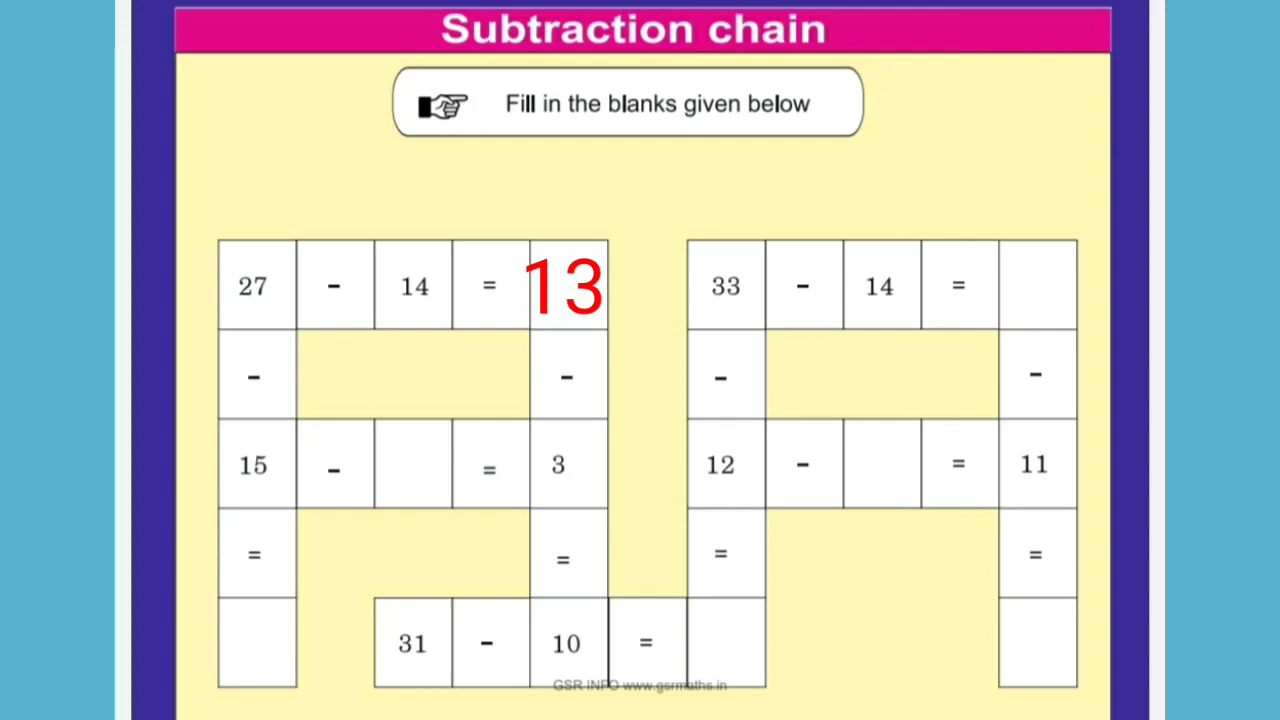 Subtraction chain
Fill in the blanks given below
27 - 14 = 13 33 - 14 =
- - - -
15 - = 3 12 - = 11
= = = =
31 - 10 =
GSR INFO www.gsrmaths.in